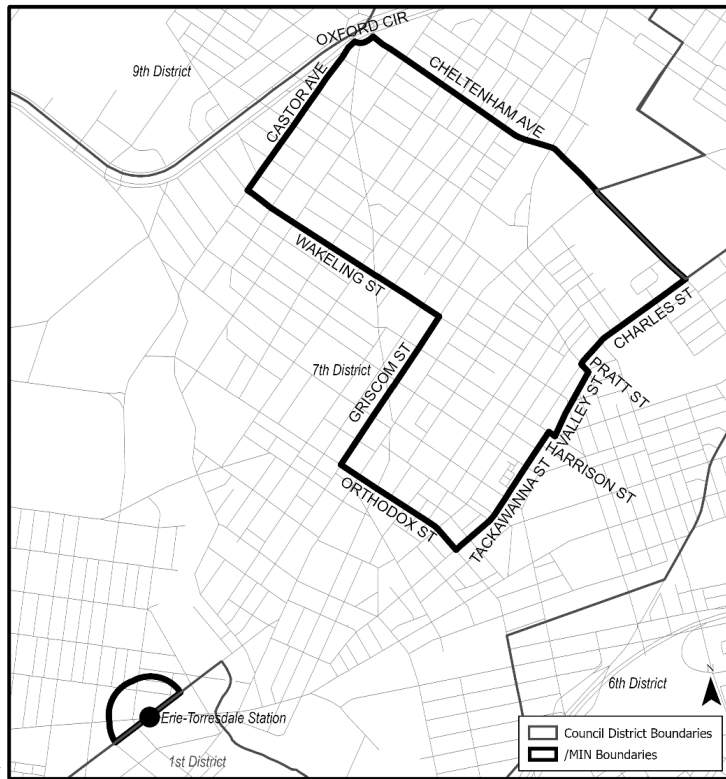 OXFORD CIR
9th District
CASTOR AVE
CHELTENHAM AVE
WAKELING ST
CHARLES ST
7th District
GRISCOM ST
PRATT ST
VALLEY ST
HARRISON ST
ORTHODOX ST
TACKAWANNA ST
6th District
N
Erie-Torresdale Station
1st District
Council District Boundaries
/MIN Boundaries